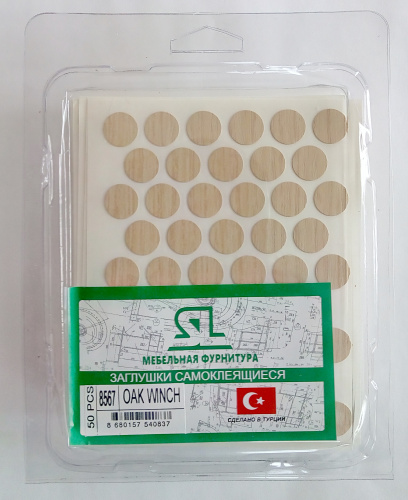 SL
МЕБЕЛЬНАЯ ФУРНИТУРА
ЗАГЛУШКИ САМОКЛЕЯЩИЕСЯ
50 PCS
8567 OAK WINCH
8 680157 540837
СДЕЛАНО В ТУРЦИИ